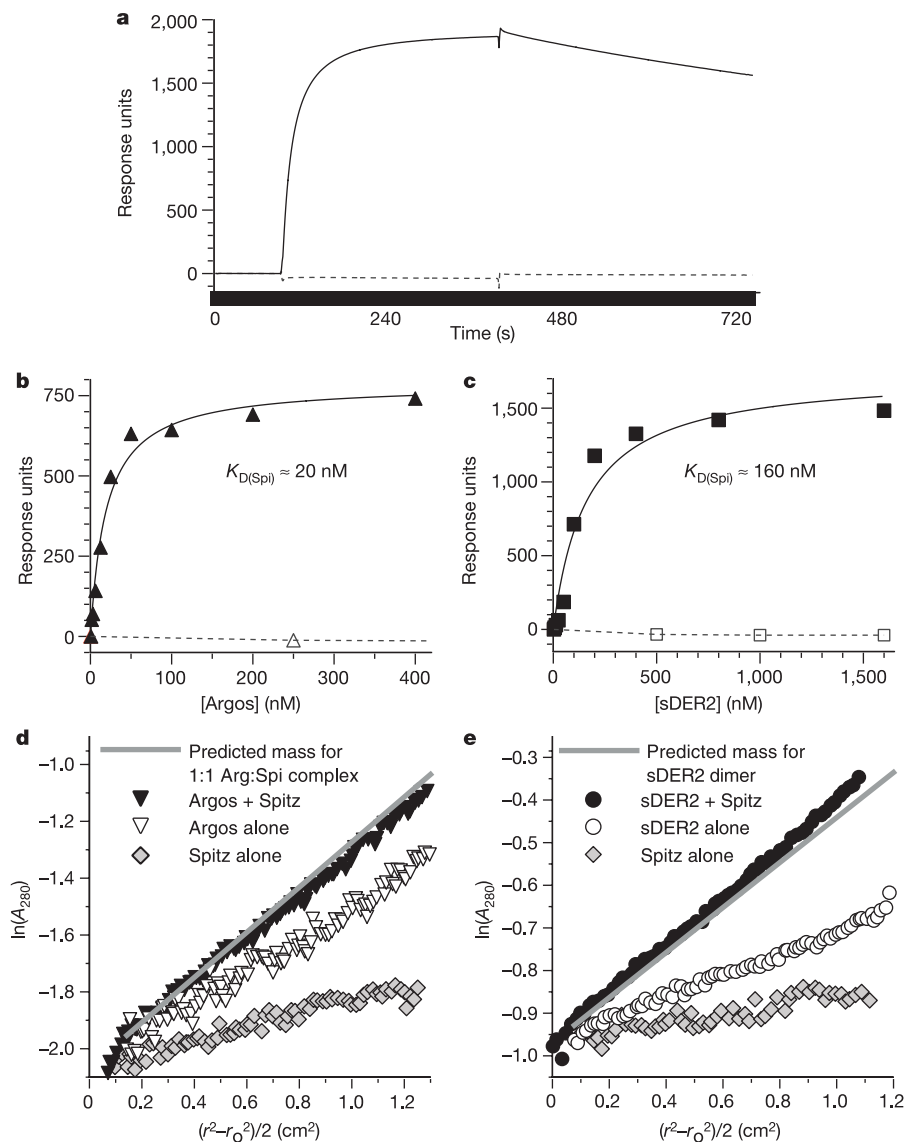 a
2,000
1,500
1,000
500
0
Response units
0 240 480 720
Time (s)
b
750
500
250
0
Response units
K_D(Spi) ≈ 20 nM
0 100 200 300 400
[Argos] (nM)
c
1,500
1,000
500
0
Response units
K_D(Spi) ≈ 160 nM
0 500 1,000 1,500
[sDER2] (nM)
d
Predicted mass for
1:1 Arg:Spi complex
Argos + Spitz
Argos alone
Spitz alone
−1.0
−1.2
−1.4
−1.6
−1.8
−2.0
ln(A₂₈₀)
0 0.2 0.4 0.6 0.8 1.0 1.2
(r²–r_O²)/2 (cm²)
e
Predicted mass for
sDER2 dimer
sDER2 + Spitz
sDER2 alone
Spitz alone
−0.3
−0.4
−0.5
−0.6
−0.7
−0.8
−0.9
−1.0
ln(A₂₈₀)
0 0.2 0.4 0.6 0.8 1.0 1.2
(r²–r_O²)/2 (cm²)